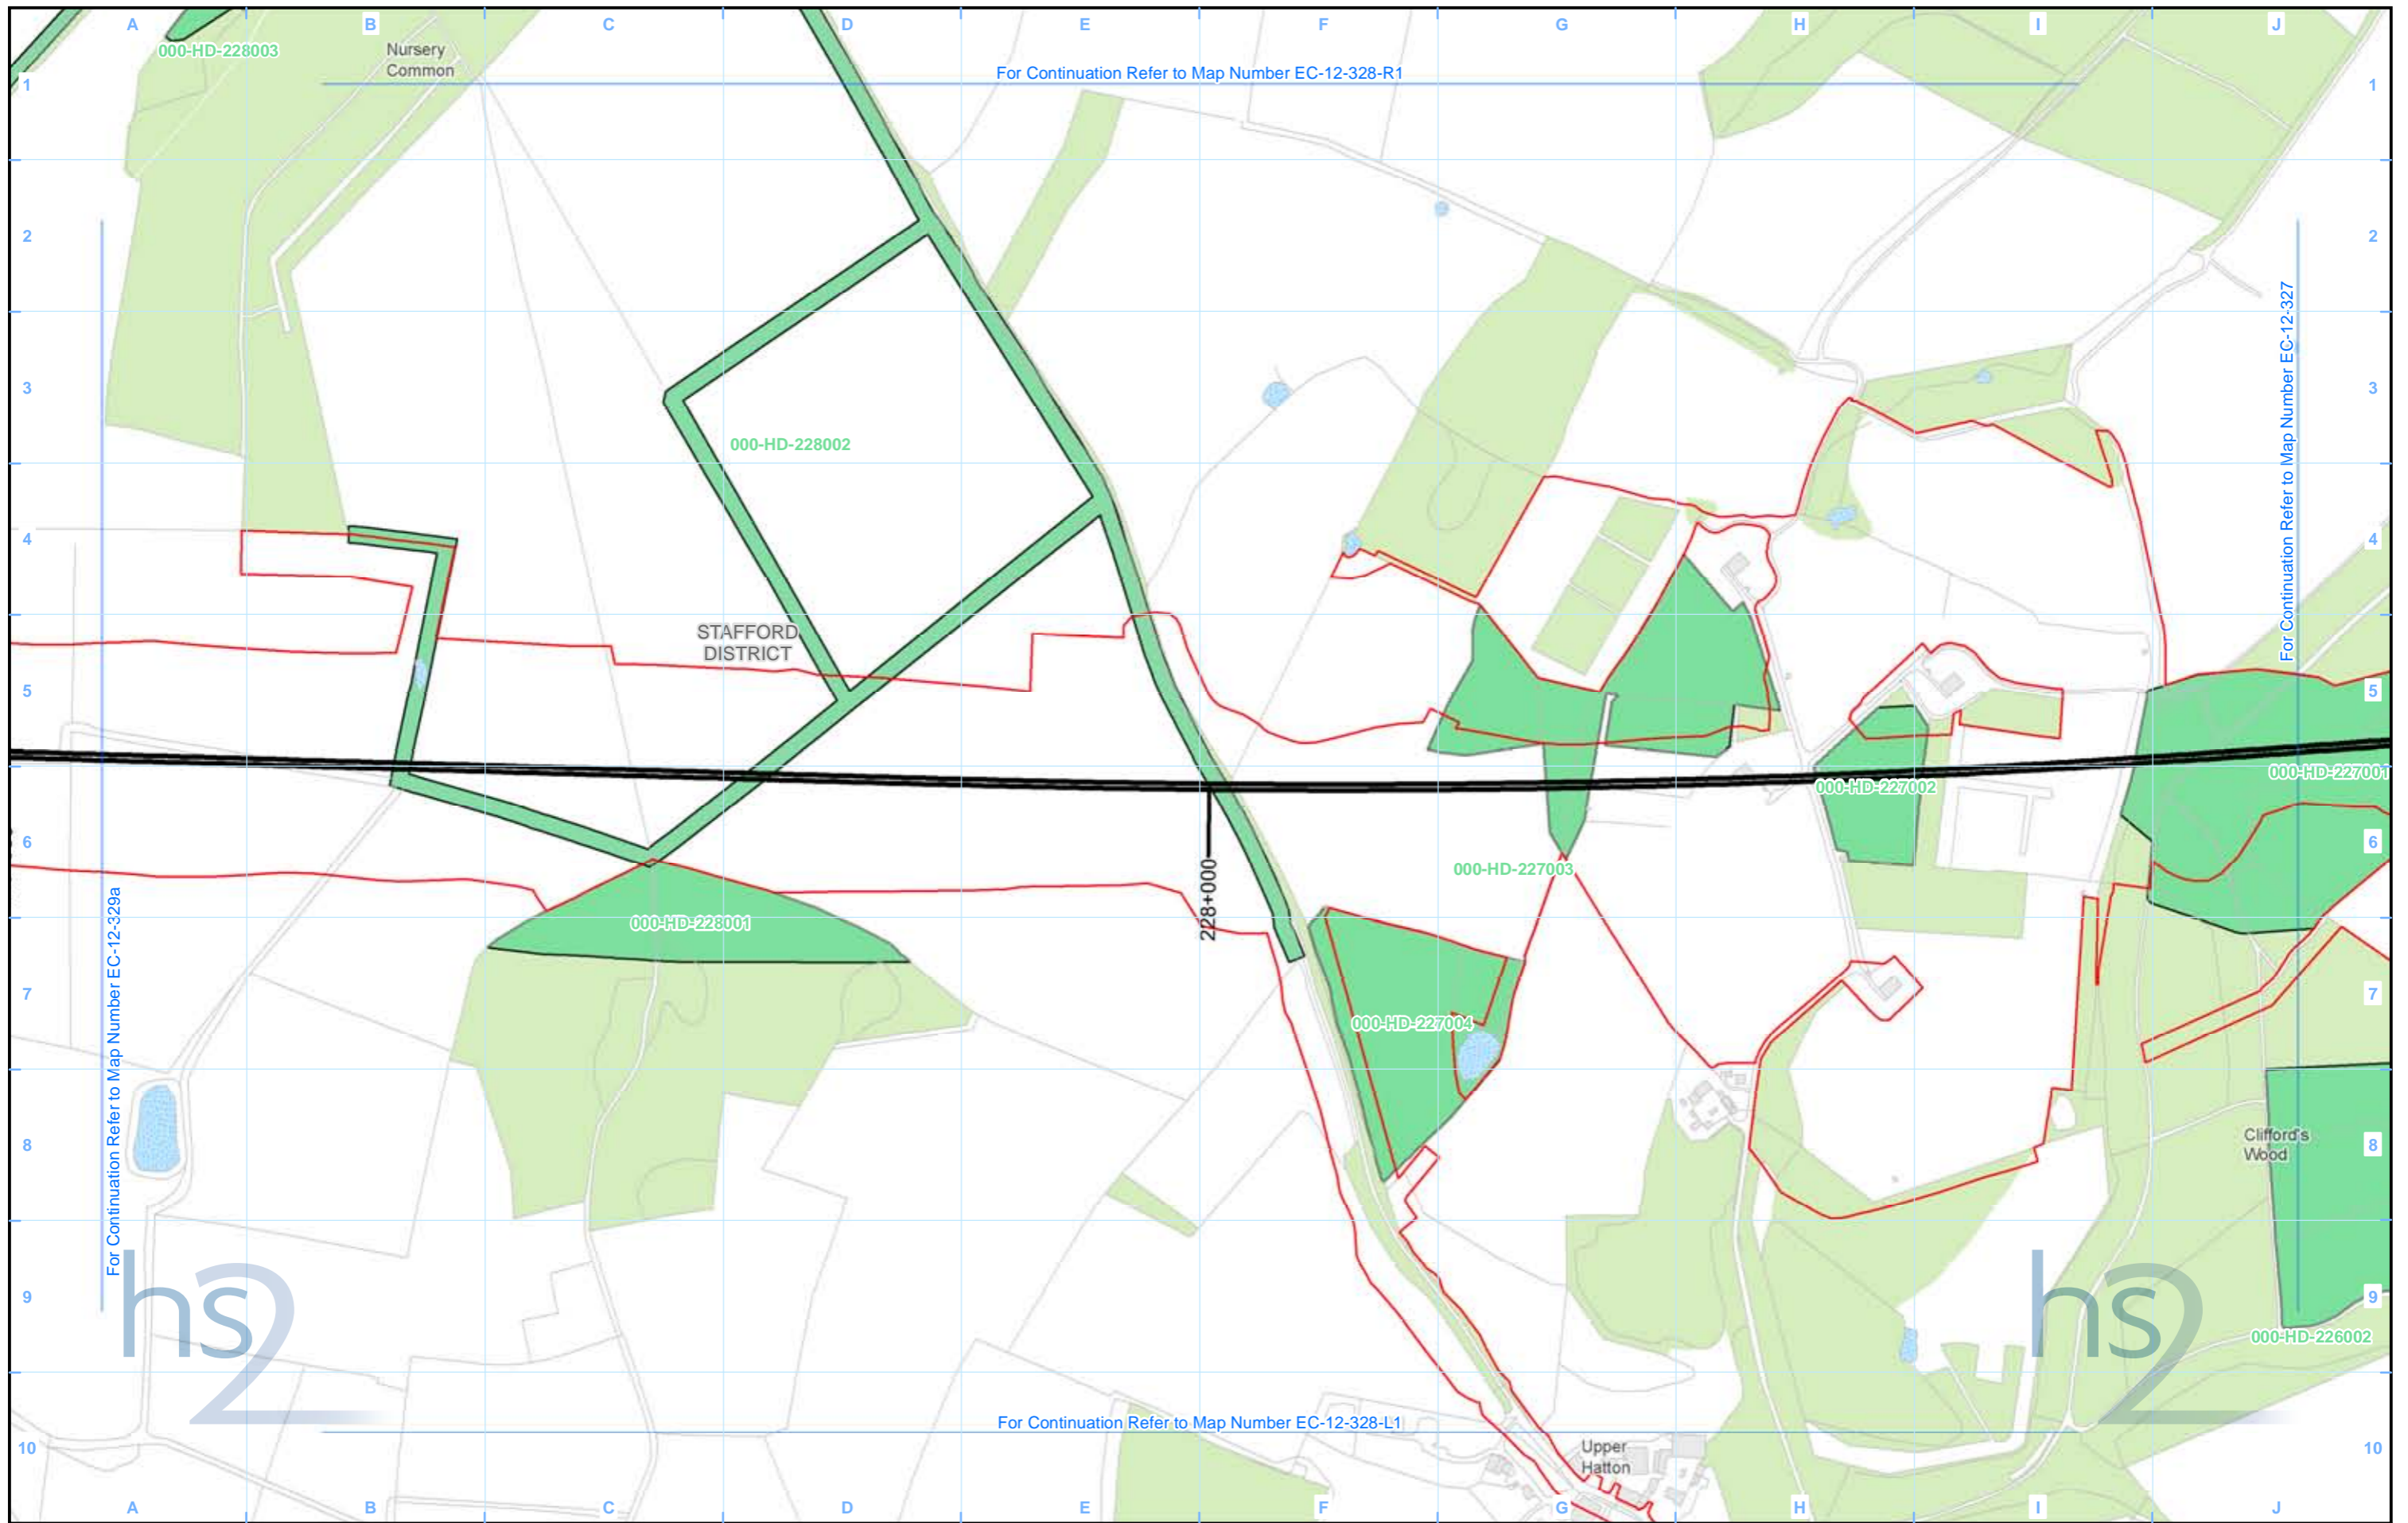 A B C D E F G H I J
000-HD-228003
Nursery
Common
For Continuation Refer to Map Number EC-12-328-R1
1 1
2 2
For Continuation Refer to Map Number EC-12-327
3 3
000-HD-228002
4 4
STAFFORD
DISTRICT
5 5
000-HD-227001
000-HD-227002
6 6
000-HD-227003
228+000
For Continuation Refer to Map Number EC-12-329a
000-HD-228001
7 7
000-HD-227004
8 8
Clifford's
Wood
9 9
hs2
hs2
000-HD-226002
For Continuation Refer to Map Number EC-12-328-L1
10 10
Upper
Hatton
A B C D E F G H I J